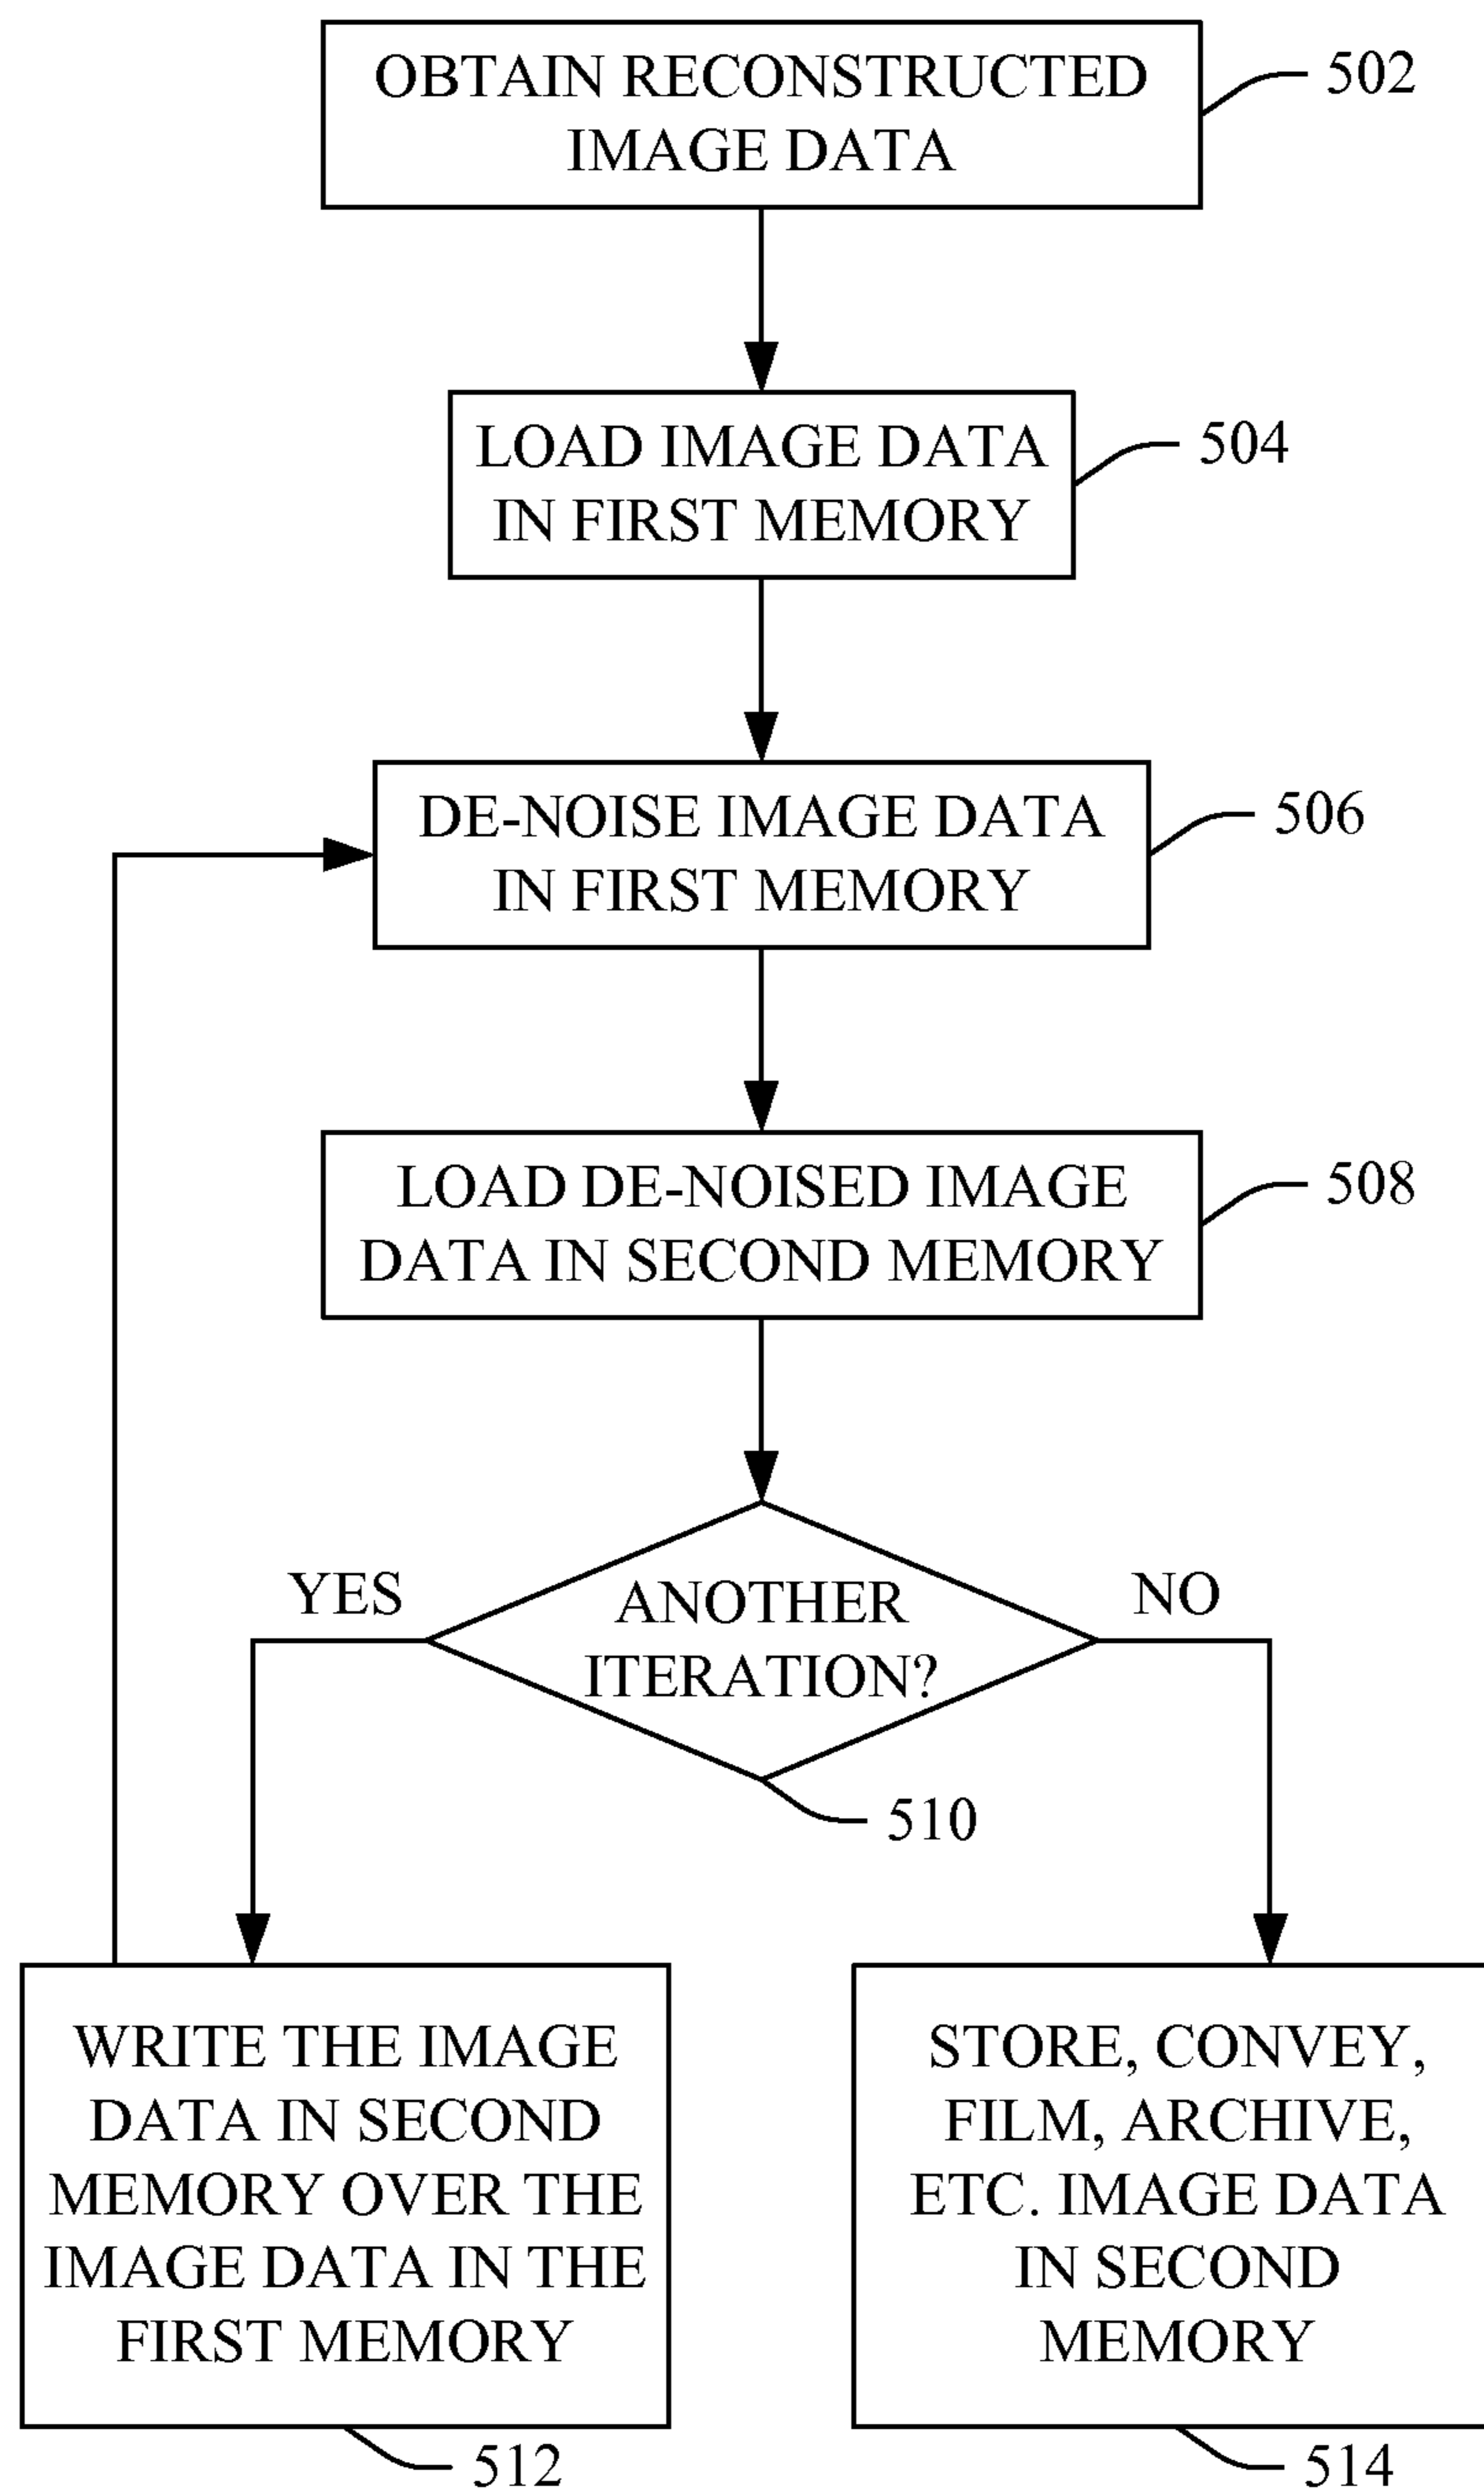 OBTAIN RECONSTRUCTED
IMAGE DATA
502
LOAD IMAGE DATA
IN FIRST MEMORY
504
DE-NOISE IMAGE DATA
IN FIRST MEMORY
506
LOAD DE-NOISED IMAGE
DATA IN SECOND MEMORY
508
YES
ANOTHER
ITERATION?
NO
510
WRITE THE IMAGE
DATA IN SECOND
MEMORY OVER THE
IMAGE DATA IN THE
FIRST MEMORY
512
STORE, CONVEY,
FILM, ARCHIVE,
ETC. IMAGE DATA
IN SECOND
MEMORY
514